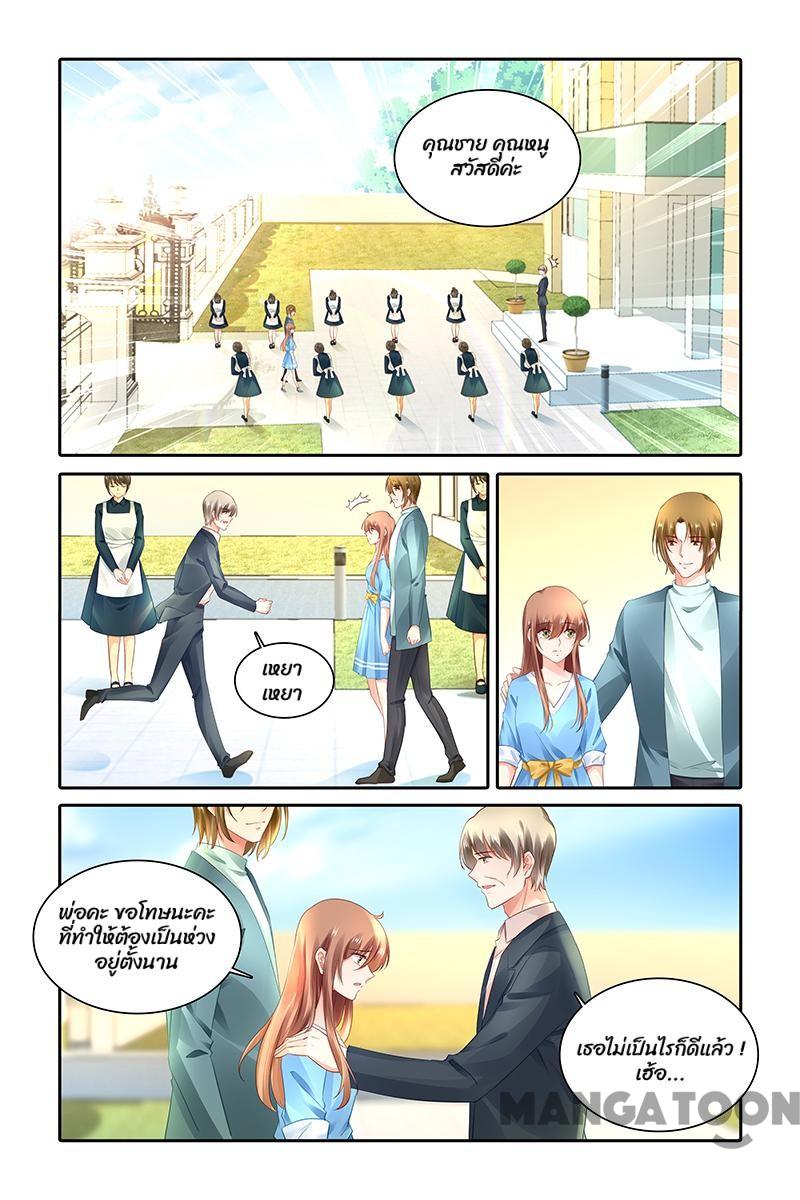 คุณชาย คุณหนู
สวัสดีค่ะ
เหยา
เหยา
พ่อคะ ขอโทษนะคะ
ที่ทำให้ต้องเป็นห่วง
อยู่ตั้งนาน
เธอไม่เป็นไรก็ดีแล้ว !
เฮ้อ...
MANGATOON